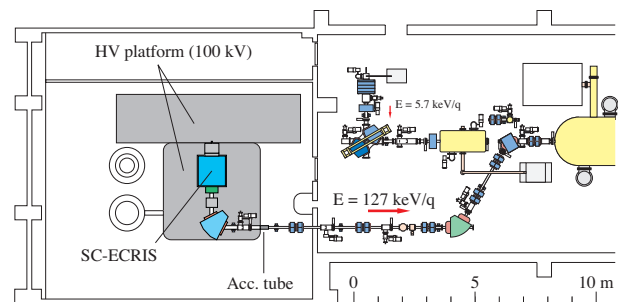 HV platform (100 kV)
E = 5.7 keV/q
E = 127 keV/q
SC-ECRIS
Acc. tube
0 5 10 m